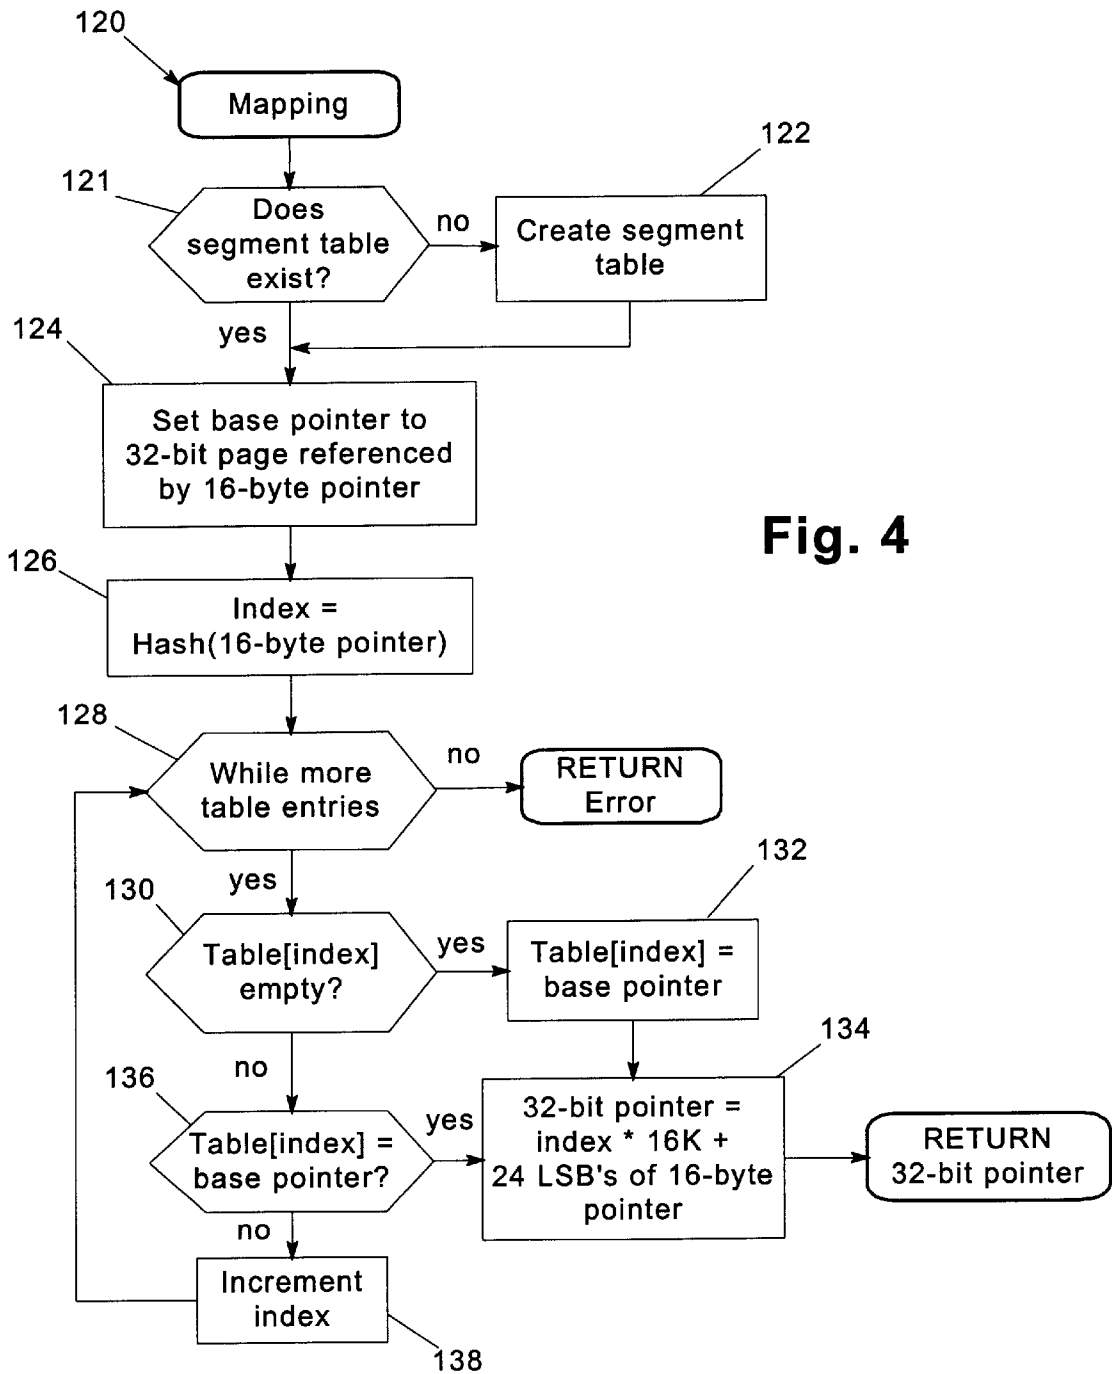 120
Mapping
122
121
Does
segment table
exist?
no
Create segment
table
yes
124
Set base pointer to
32-bit page referenced
by 16-byte pointer
Fig. 4
126
Index =
Hash(16-byte pointer)
128
While more
table entries
no
RETURN
Error
yes
130
132
Table[index]
empty?
yes
Table[index] =
base pointer
no
134
136
Table[index] =
base pointer?
yes
32-bit pointer =
index * 16K +
24 LSB's of 16-byte
pointer
RETURN
32-bit pointer
no
Increment
index
138